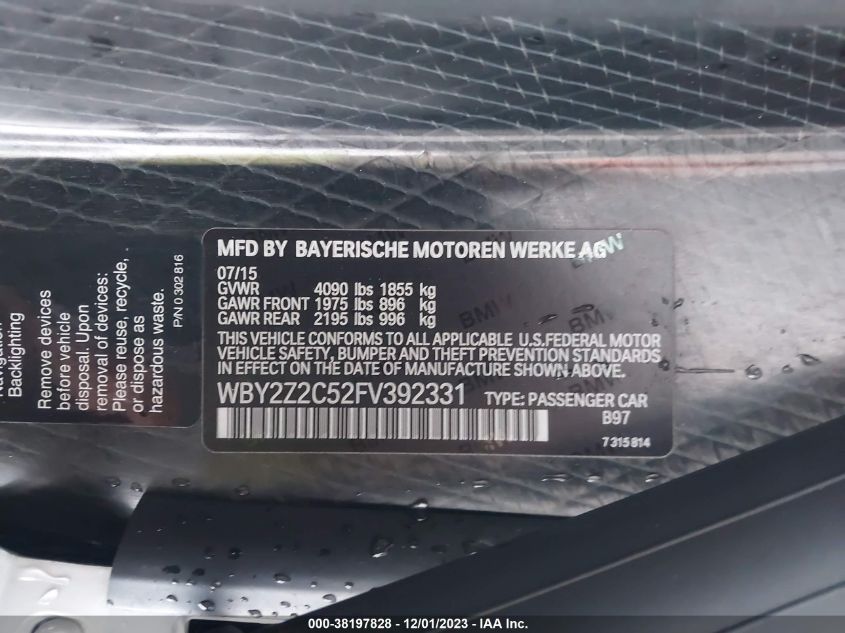 MFD BY BAYERISCHE MOTOREN WERKE AG
07/15
GVWR 4090 lbs 1855 kg
GAWR FRONT 1975 lbs 896 kg
GAWR REAR 2195 lbs 996 kg
THIS VEHICLE CONFORMS TO ALL APPLICABLE U.S.FEDERAL MOTOR
VEHICLE SAFETY, BUMPER AND THEFT PREVENTION STANDARDS
IN EFFECT ON THE DATE OF MANUFACTURE SHOWN ABOVE.
WBY2Z2C52FV392331 TYPE: PASSENGER CAR
B97
7 315 814
BMW
BMW
BMW
Backlighting
Remove devices
before vehicle
disposal. Upon
removal of devices:
Please reuse, recycle,
or dispose as
hazardous waste.
P/N 0 302 816
000-38197828 - 12/01/2023 - IAA Inc.